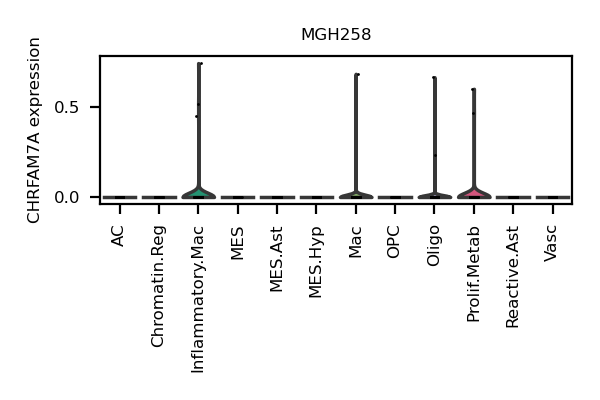 MGH258
CHRFAM7A expression
0.5
0.0
AC
Chromatin.Reg
Inflammatory.Mac
MES
MES.Ast
MES.Hyp
Mac
OPC
Oligo
Prolif.Metab
Reactive.Ast
Vasc